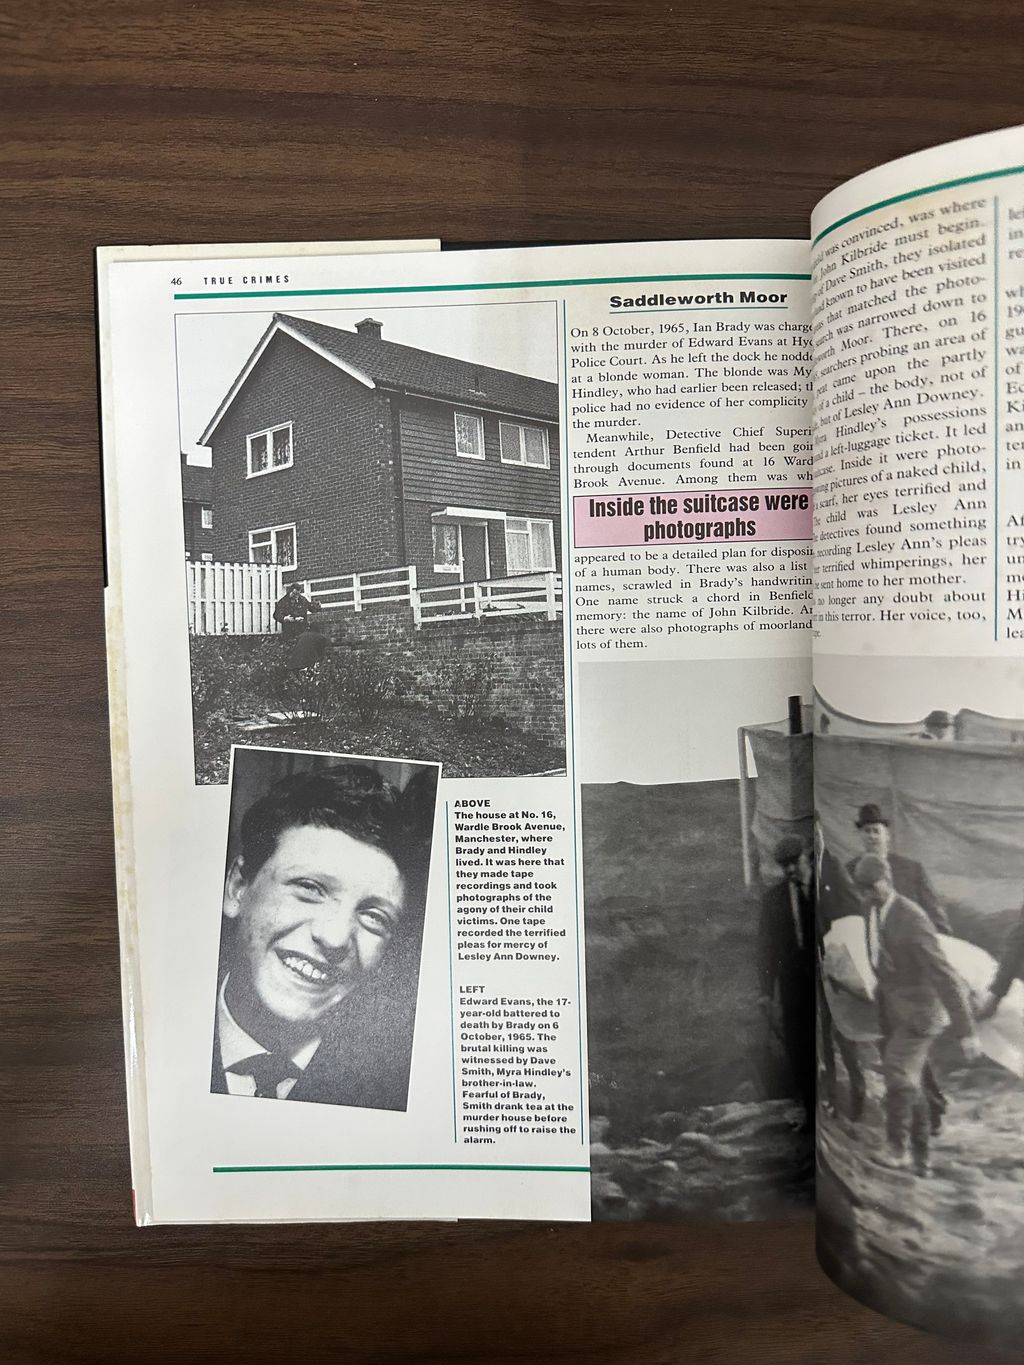 46 TRUE CRIMES
Saddleworth Moor
On 8 October, 1965, Ian Brady was
with the murder of Edward Evans at
Police Court. As he left the dock he
at a blonde woman. The blonde was
Hindley, who had earlier been released;
police had no evidence of her complicity
the murder.
Meanwhile, Detective Chief
tendent Arthur Benfield had been
through documents found at 16
Brook Avenue. Among them was
Inside the suitcase were
photographs
appeared to be a detailed plan for
of a human body. There was also a list
names, scrawled in Brady's
One name struck a chord in
memory: the name of John Kilbride.
there were also photographs of
lots of them.
ABOVE
The house at No. 16,
Wardle Brook Avenue,
Manchester, where
Brady and Hindley
lived. It was here that
they made tape
recordings and took
photographs of the
agony of their child
victims. One tape
recorded the terrified
pleas for mercy of
Lesley Ann Downey.
LEFT
Edward Evans, the 17-
year-old battered to
death by Brady on 6
October, 1965. The
brutal killing was
witnessed by Dave
Smith, Myra Hindley's
brother-in-law.
Fearful of Brady,
Smith drank tea at the
murder house before
rushing off to raise the
alarm.
was convinced, was where
John Kilbride must begin.
of Dave Smith, they isolated
known to have been visited
that matched the photo-
was narrowed down to
Moor. There, on 16
searchers probing an area of
came upon the partly
of a child – the body, not of
but of Lesley Ann Downey.
Hindley's possessions
a left-luggage ticket. It led
Inside it were photo-
pictures of a naked child,
scarf, her eyes terrified and
child was Lesley Ann
detectives found something
recording Lesley Ann's pleas
terrified whimperings, her
sent home to her mother.
no longer any doubt about
in this terror. Her voice, too,